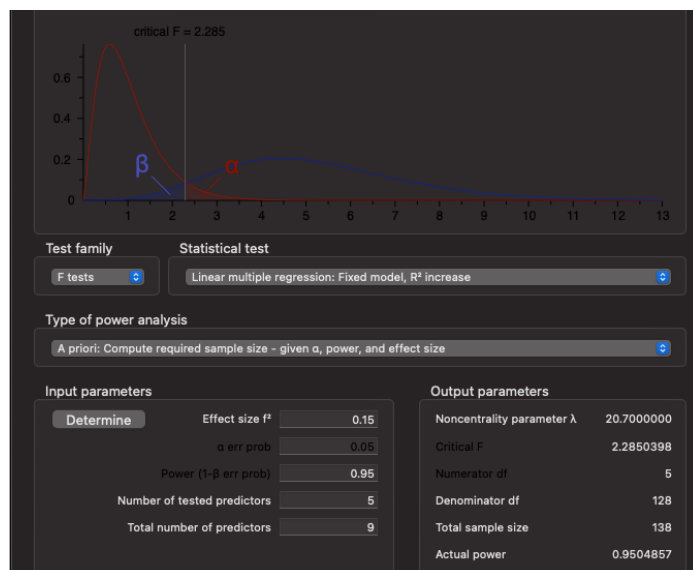 critical F = 2.285
0.6
0.4
0.2
0
β
α
1 2 3 4 5 6 7 8 9 10 11 12 13
Test family Statistical test
F tests Linear multiple regression: Fixed model, R² increase
Type of power analysis
A priori: Compute required sample size – given α, power, and effect size
Input parameters Output parameters
Determine Effect size f² 0.15 Noncentrality parameter λ 20.7000000
α err prob 0.05 Critical F 2.2850398
Power (1-β err prob) 0.95 Numerator df 5
Number of tested predictors 5 Denominator df 128
Total number of predictors 9 Total sample size 138
Actual power 0.9504857